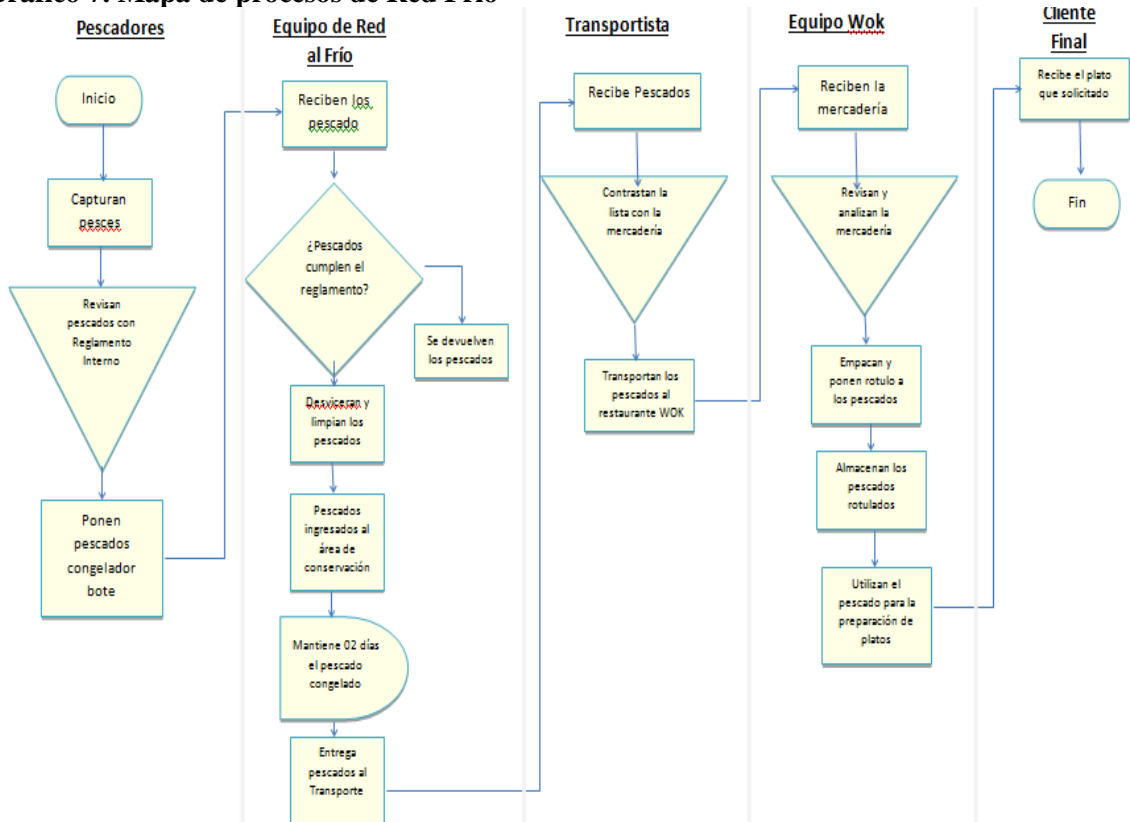 Gráfico 7. Mapa de procesos de Red Frío
Pescadores
Inicio
Capturan
pesces
Revisan
pescados con
Reglamento
Interno
Ponen
pescados
congelador
bote
Equipo de Red
al Frío
Reciben los
pescado
¿Pescados
cumplen el
reglamento?
Se devuelven
los pescados
Desviceran y
limpian los
pescados
Pescados
ingresados al
área de
conservación
Mantiene 02 días
el pescado
congelado
Entrega
pescados al
Transporte
Transportista
Recibe Pescados
Contrastan la
lista con la
mercadería
Transportan los
pescados al
restaurante WOK
Equipo Wok
Reciben la
mercadería
Revisan y
analizan la
mercadería
Empacan y
ponen rotulo a
los pescados
Almacenan los
pescados
rotulados
Utilizan el
pescado para la
preparación de
platos
Cliente
Final
Recibe el plato
que solicitado
Fin